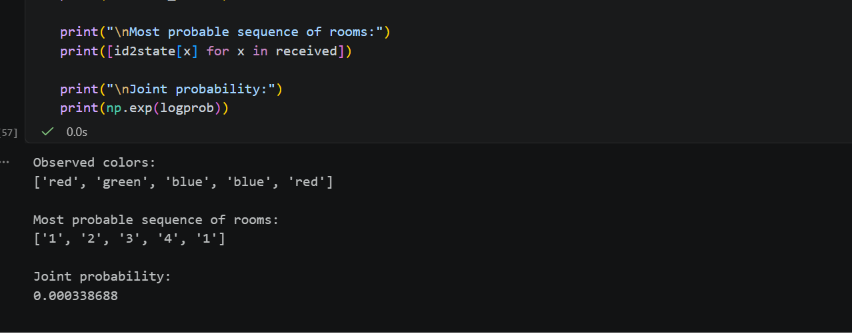 print("\nMost probable sequence of rooms:")
print([id2state[x] for x in received])
print("\nJoint probability:")
print(np.exp(logprob))
[57]
0.0s
...
Observed colors:
['red', 'green', 'blue', 'blue', 'red']
Most probable sequence of rooms:
['1', '2', '3', '4', '1']
Joint probability:
0.000338688